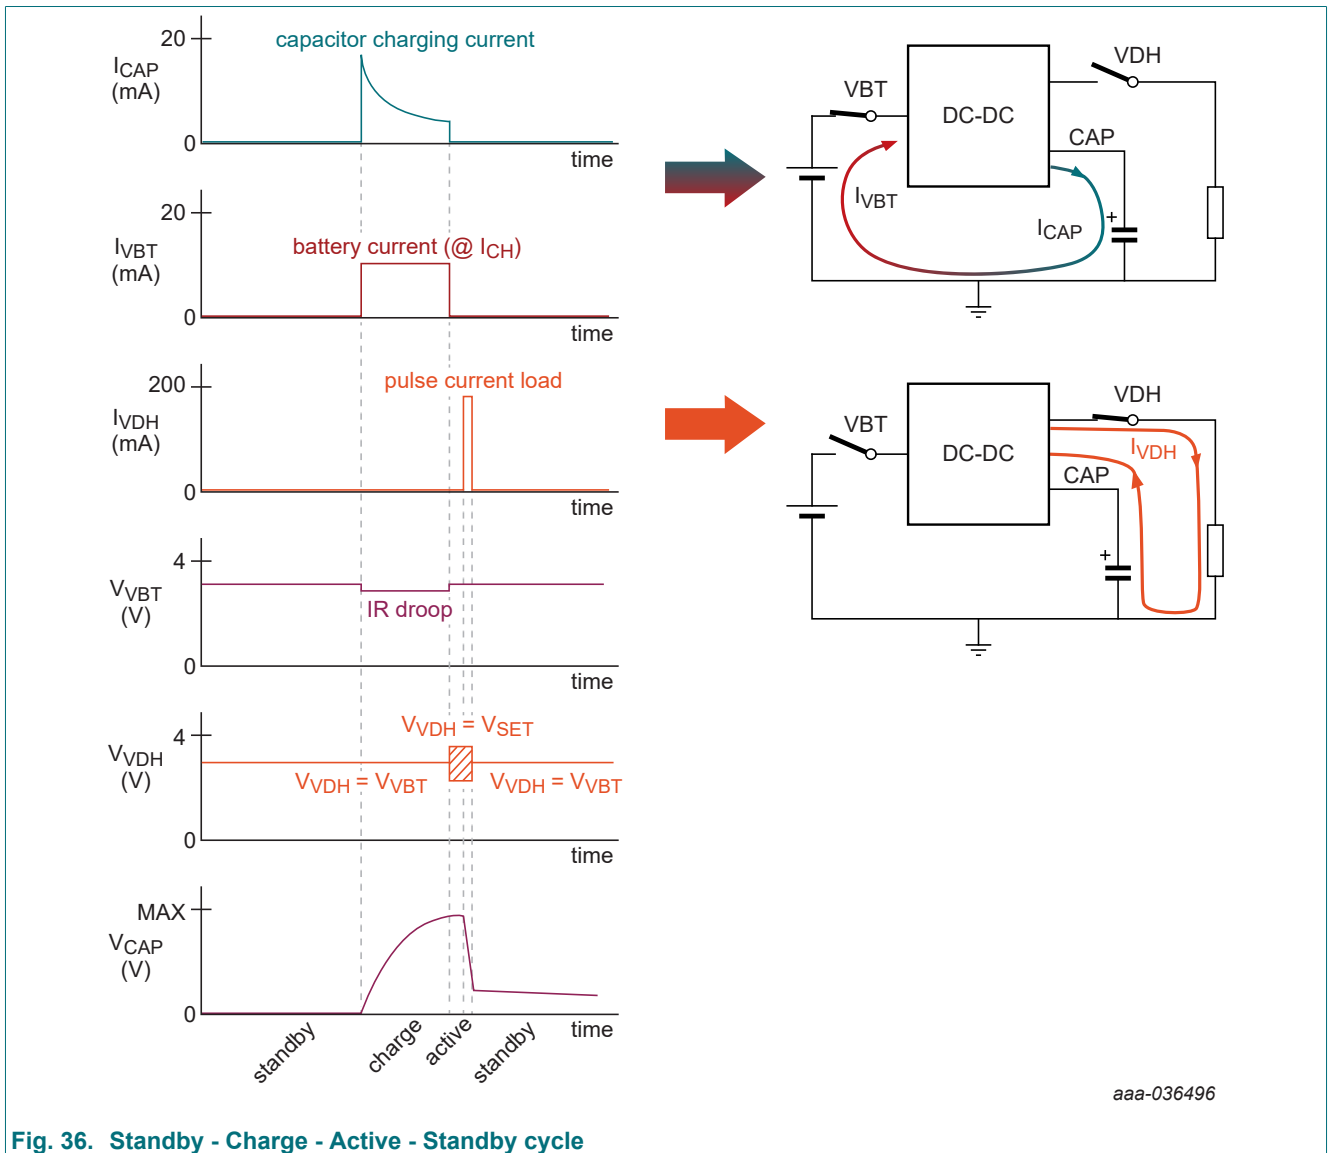 20
capacitor charging current
ICAP
(mA)
0
time
20
IVBT
(mA)
battery current (@ ICH)
0
time
200
pulse current load
IVDH
(mA)
0
time
4
VVBT
(V)
IR droop
0
time
4
VVDH = VSET
VVDH
(V)
VVDH = VVBT
VVDH = VVBT
0
time
MAX
VCAP
(V)
0
time
standby
charge
active
standby
VBT
DC-DC
VDH
CAP
IVBT
ICAP
+
VBT
DC-DC
VDH
IVDH
CAP
+
aaa-036496
Fig. 36. Standby - Charge - Active - Standby cycle